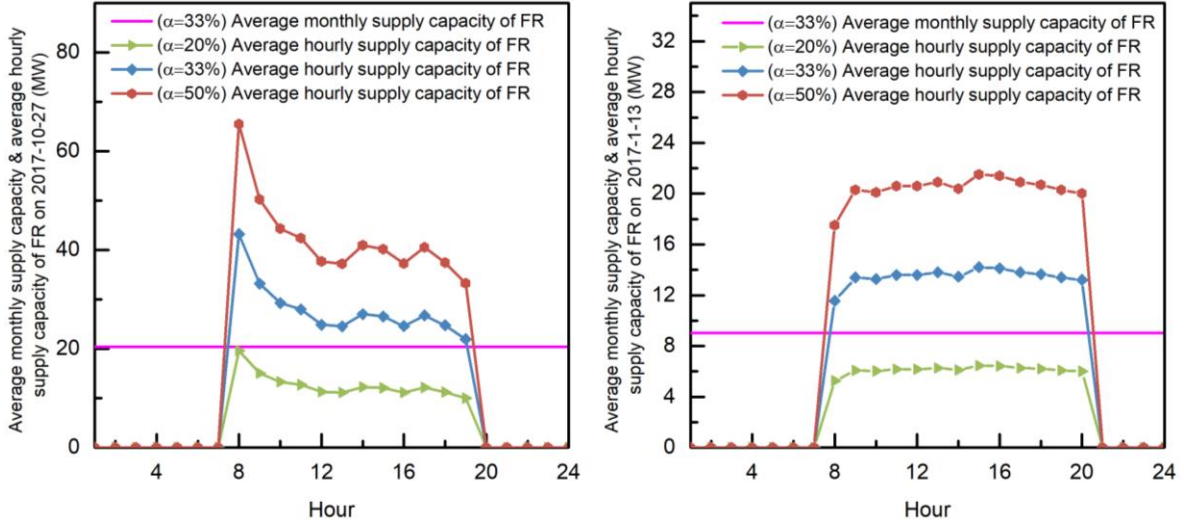 Average monthly supply capacity & average hourly
supply capacity of FR on 2017-10-27 (MW)
(α=33%) Average monthly supply capacity of FR
(α=20%) Average hourly supply capacity of FR
(α=33%) Average hourly supply capacity of FR
(α=50%) Average hourly supply capacity of FR
80
60
40
20
0
4 8 12 16 20 24
Hour
Average monthly supply capacity & average hourly
supply capacity of FR on 2017-1-13 (MW)
(α=33%) Average monthly supply capacity of FR
(α=20%) Average hourly supply capacity of FR
(α=33%) Average hourly supply capacity of FR
(α=50%) Average hourly supply capacity of FR
32
28
24
20
16
12
8
4
0
4 8 12 16 20 24
Hour